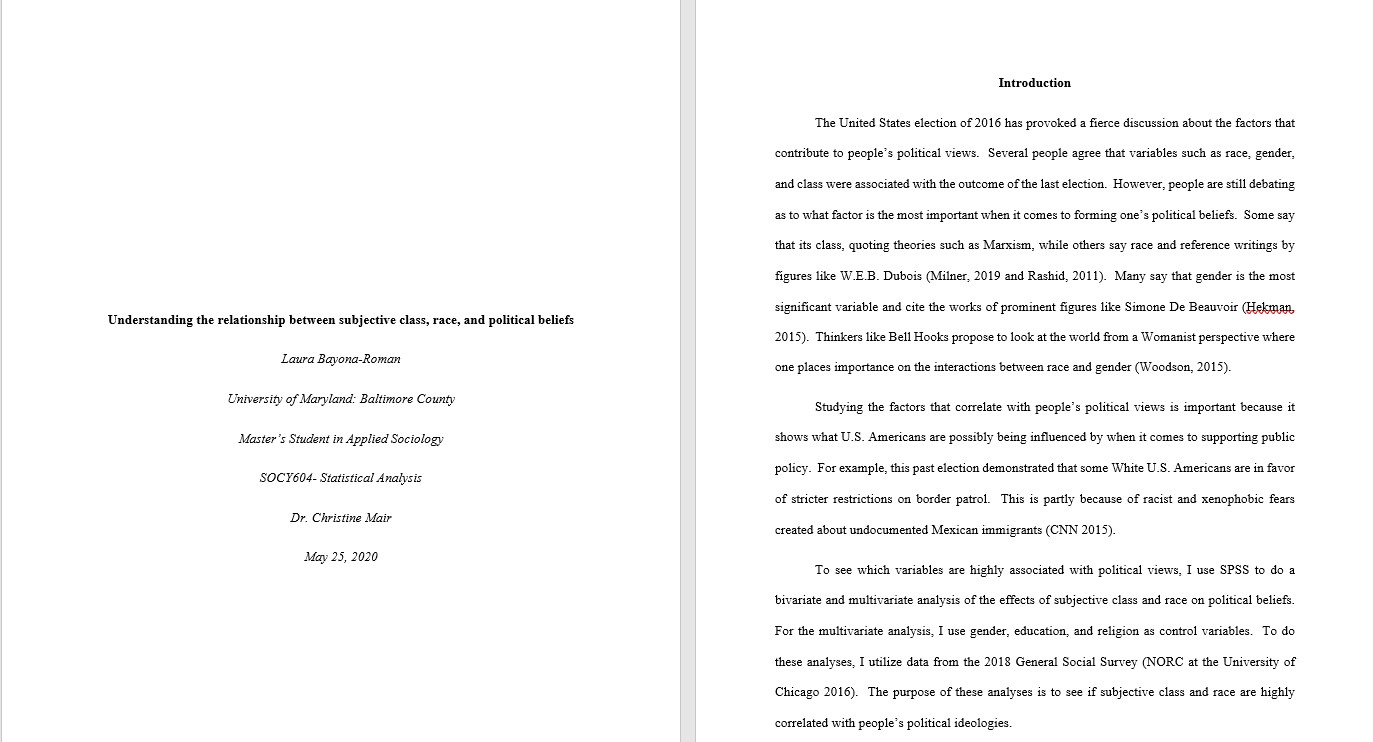 Understanding the relationship between subjective class, race, and political beliefs
Laura Bayona-Roman
University of Maryland: Baltimore County
Master’s Student in Applied Sociology
SOCY604- Statistical Analysis
Dr. Christine Mair
May 25, 2020
Introduction
The United States election of 2016 has provoked a fierce discussion about the factors that
contribute to people’s political views.  Several people agree that variables such as race, gender,
and class were associated with the outcome of the last election.  However, people are still debating
as to what factor is the most important when it comes to forming one’s political beliefs.  Some say
that its class, quoting theories such as Marxism, while others say race and reference writings by
figures like W.E.B. Dubois (Milner, 2019 and Rashid, 2011).  Many say that gender is the most
significant variable and cite the works of prominent figures like Simone De Beauvoir (Hekman,
2015).  Thinkers like Bell Hooks propose to look at the world from a Womanist perspective where
one places importance on the interactions between race and gender (Woodson, 2015).
Studying the factors that correlate with people’s political views is important because it
shows what U.S. Americans are possibly being influenced by when it comes to supporting public
policy.  For example, this past election demonstrated that some White U.S. Americans are in favor
of stricter restrictions on border patrol.  This is partly because of racist and xenophobic fears
created about undocumented Mexican immigrants (CNN 2015).
To see which variables are highly associated with political views, I use SPSS to do a
bivariate and multivariate analysis of the effects of subjective class and race on political beliefs.
For the multivariate analysis, I use gender, education, and religion as control variables.  To do
these analyses, I utilize data from the 2018 General Social Survey (NORC at the University of
Chicago 2016).  The purpose of these analyses is to see if subjective class and race are highly
correlated with people’s political ideologies.